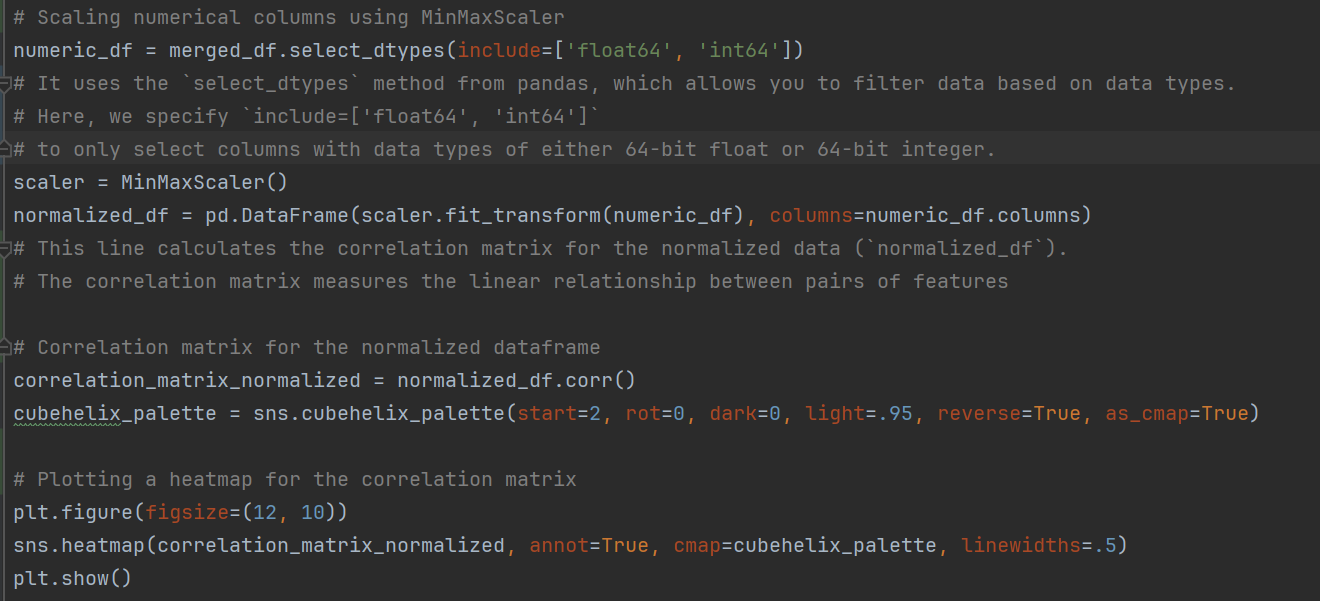 # Scaling numerical columns using MinMaxScaler
numeric_df = merged_df.select_dtypes(include=['float64', 'int64'])
# It uses the `select_dtypes` method from pandas, which allows you to filter data based on data types.
# Here, we specify `include=['float64', 'int64']`
# to only select columns with data types of either 64-bit float or 64-bit integer.
scaler = MinMaxScaler()
normalized_df = pd.DataFrame(scaler.fit_transform(numeric_df), columns=numeric_df.columns)
# This line calculates the correlation matrix for the normalized data (`normalized_df`).
# The correlation matrix measures the linear relationship between pairs of features
# Correlation matrix for the normalized dataframe
correlation_matrix_normalized = normalized_df.corr()
cubehelix_palette = sns.cubehelix_palette(start=2, rot=0, dark=0, light=.95, reverse=True, as_cmap=True)
# Plotting a heatmap for the correlation matrix
plt.figure(figsize=(12, 10))
sns.heatmap(correlation_matrix_normalized, annot=True, cmap=cubehelix_palette, linewidths=.5)
plt.show()